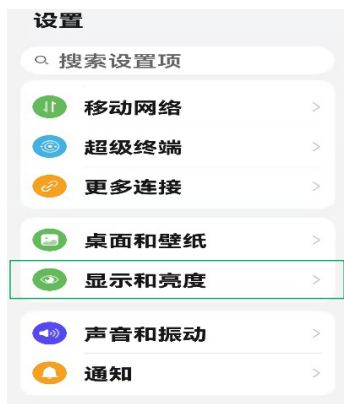 设置
搜索设置项
移动网络
超级终端
更多连接
桌面和壁纸
显示和亮度
声音和振动
通知